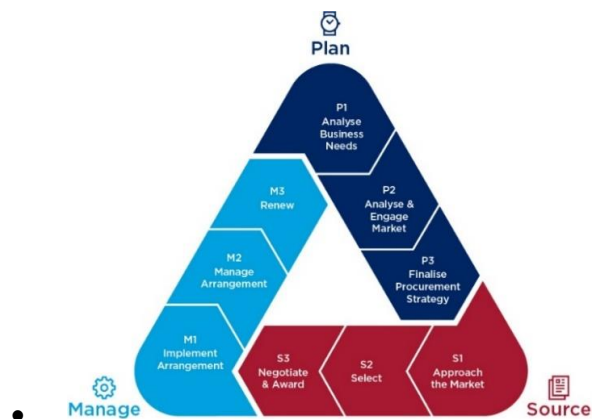 Plan
P1
Analyse
Business
Needs
P2
Analyse &
Engage
Market
P3
Finalise
Procurement
Strategy
S1
Approach
the Market
Source
S2
Select
S3
Negotiate
& Award
M1
Implement
Arrangement
Manage
M2
Manage
Arrangement
M3
Renew